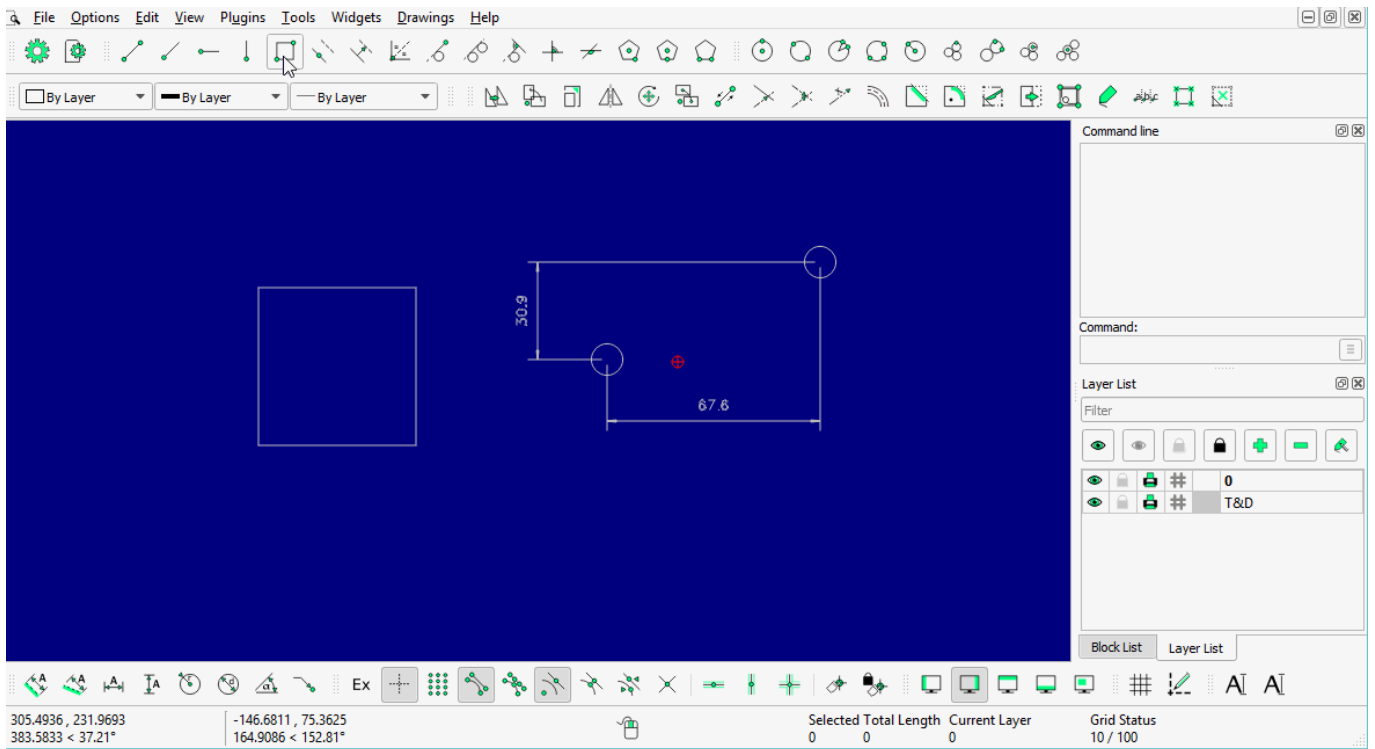 File Options Edit View Plugins Tools Widgets Drawings Help
By Layer By Layer By Layer
Command line
30.9
67.6
Command:
Layer List
Filter
0
T&D
Block List Layer List
Ex
305.4936 , 231.9693 -146.6811 , 75.3625 Selected Total Length Current Layer Grid Status
383.5833 < 37.21° 164.9086 < 152.81° 0 0 0 10 / 100